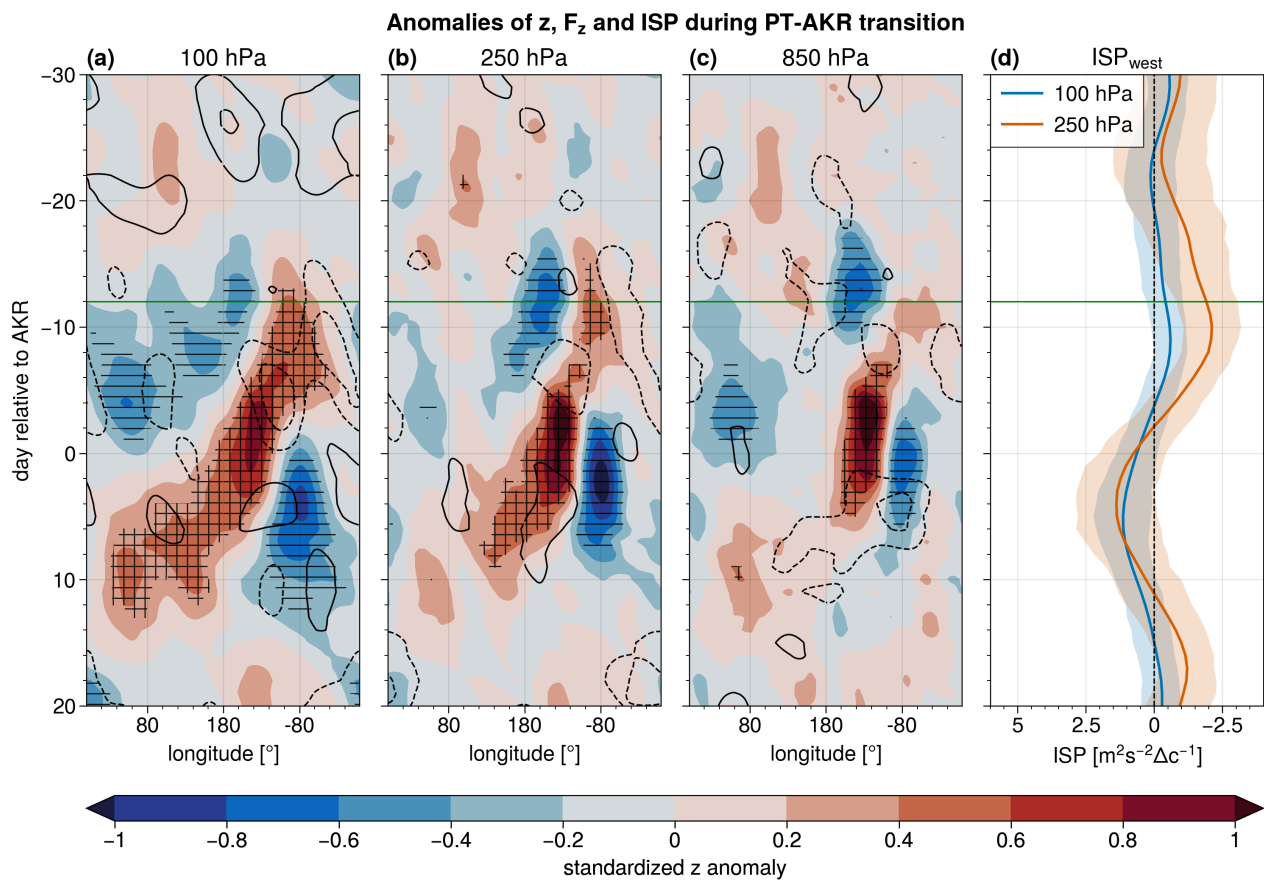 Anomalies of z, F_z and ISP during PT-AKR transition
(a) 100 hPa
(b) 250 hPa
(c) 850 hPa
(d) ISP_west
100 hPa
250 hPa
day relative to AKR
−30
−20
−10
0
10
20
80 180 -80
80 180 -80
80 180 -80
5 2.5 0 −2.5
longitude [°]
longitude [°]
longitude [°]
ISP [m²s⁻²Δc⁻¹]
−1 −0.8 −0.6 −0.4 −0.2 0 0.2 0.4 0.6 0.8 1
standardized z anomaly